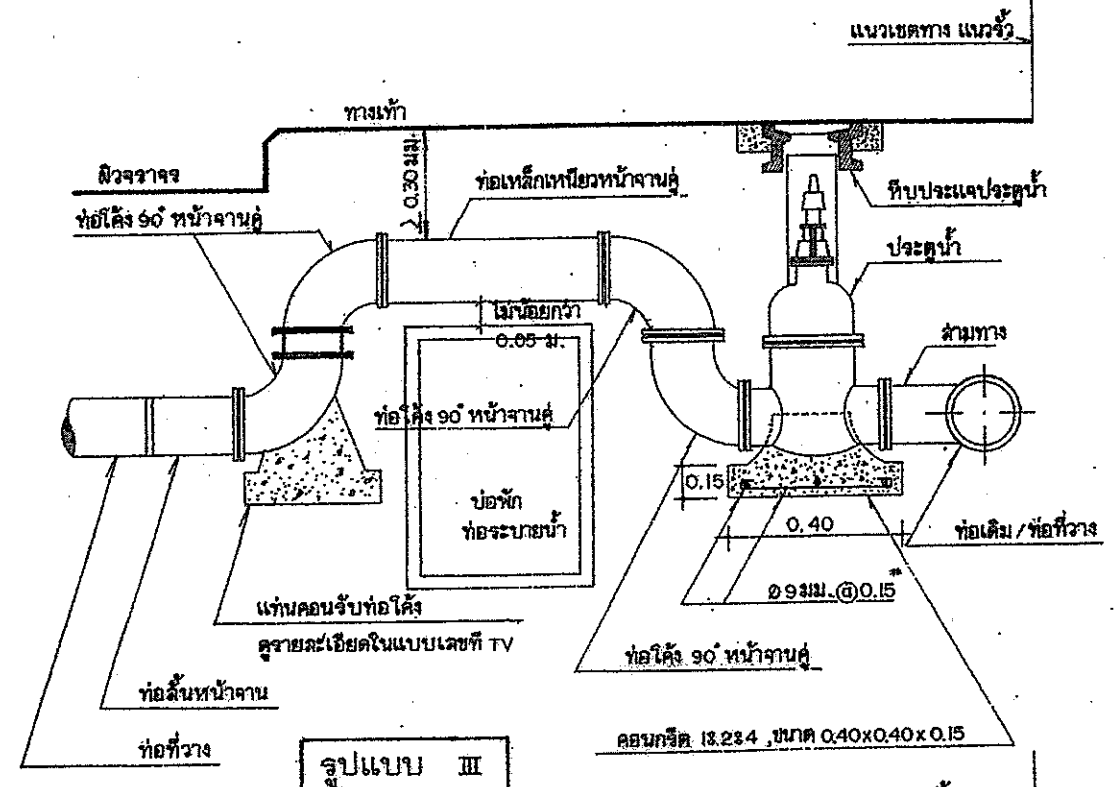 แนวเขตทาง แนวรั้ว
ทางเท้า
ผิวจราจร
0.30 มม.
ท่อเหล็กเหนียวหน้าจานคู่
หีบประแจประตูน้ำ
ท่อโค้ง 90° หน้าจานคู่
ประตูน้ำ
ไม่น้อยกว่า
0.05 ม.
สามทาง
ท่อโค้ง 90° หน้าจานคู่
0.15
บ่อพัก
ท่อระบายน้ำ
0.40
ท่อเดิม / ท่อที่วาง
Ø 9 มม.@0.15
แท่นคอนรับท่อโค้ง
ดูรายละเอียดในแบบเลขที่ TV
ท่อโค้ง 90° หน้าจานคู่
ท่อสั้นหน้าจาน
คอนกรีต ,ขนาด 0.40x0.40x0.15
ท่อที่วาง
รูปแบบ III